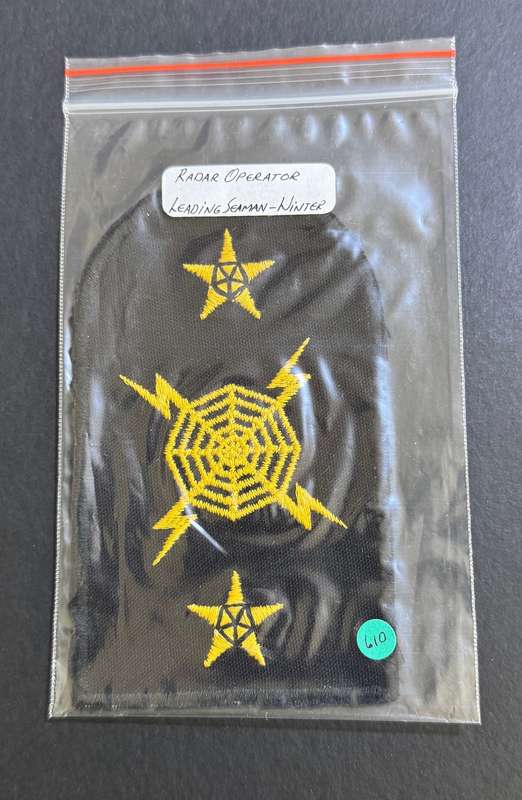 RADAR OPERATOR
LEADING SEAMAN-WINTER
610